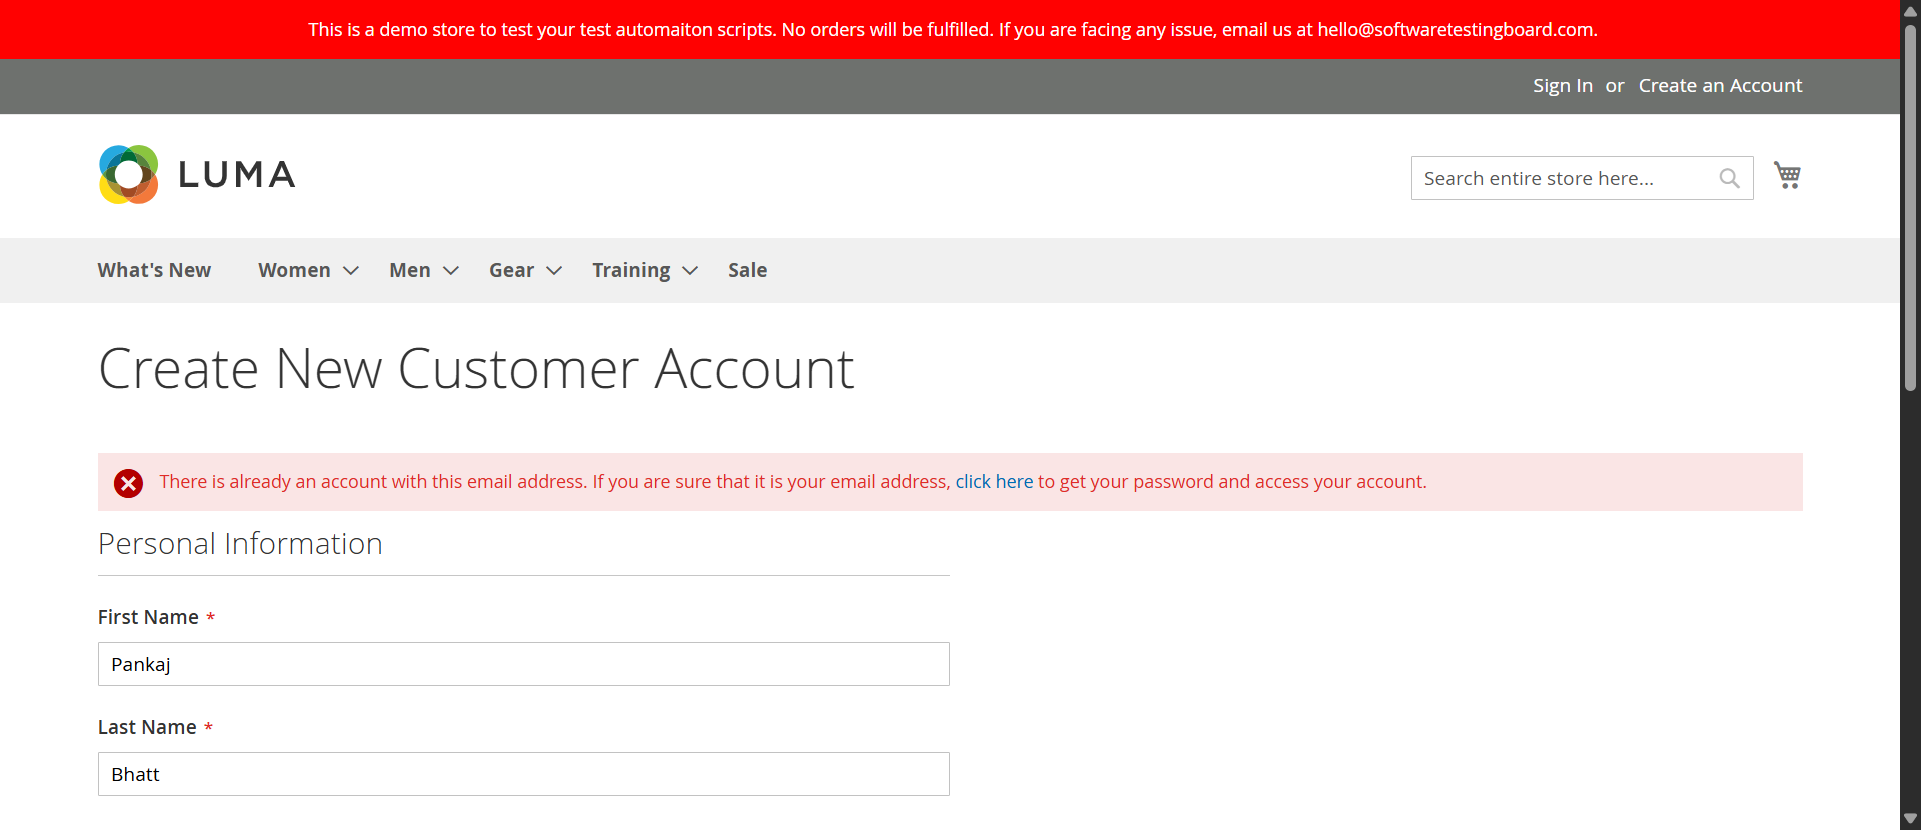 This is a demo store to test your test automaiton scripts. No orders will be fulfilled. If you are facing any issue, email us at hello@softwaretestingboard.com.
Sign In or Create an Account
LUMA
Search entire store here...
What's New Women Men Gear Training Sale
Create New Customer Account
There is already an account with this email address. If you are sure that it is your email address, click here to get your password and access your account.
Personal Information
First Name *
Pankaj
Last Name *
Bhatt